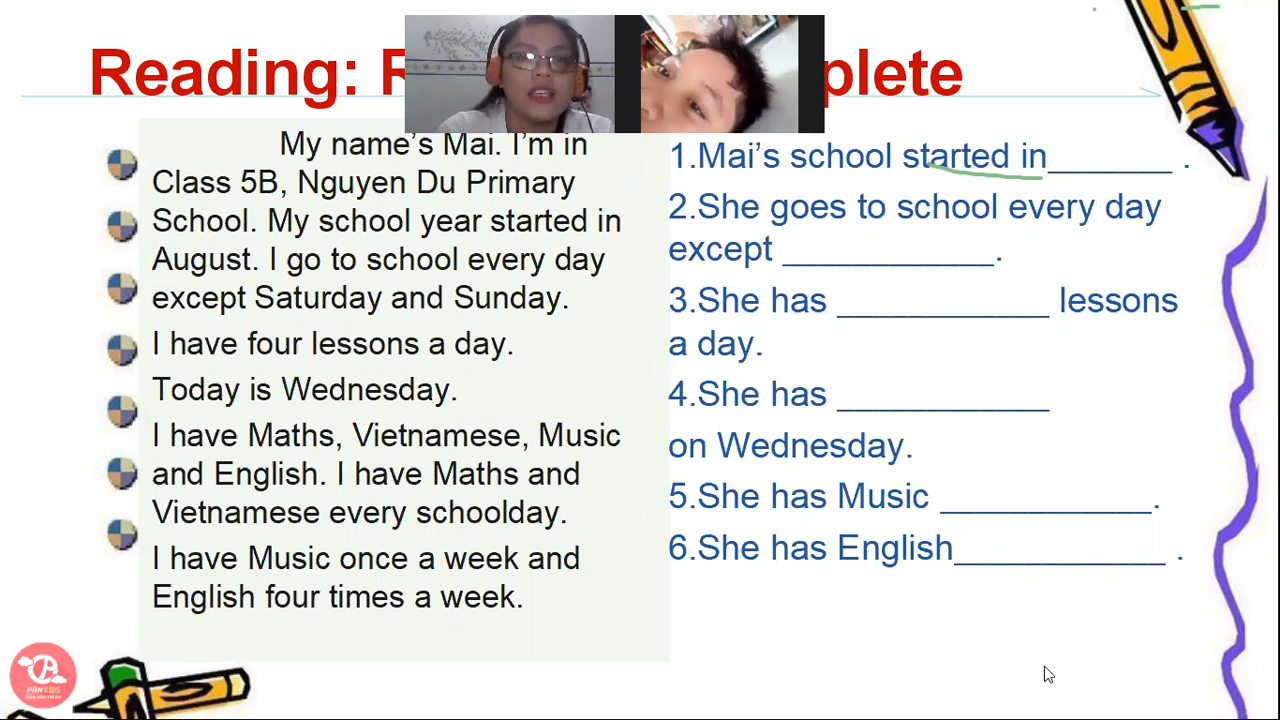 Reading: R plete
My name's Mai. I'm in
Class 5B, Nguyen Du Primary
School. My school year started in
August. I go to school every day
except Saturday and Sunday.
I have four lessons a day.
Today is Wednesday.
I have Maths, Vietnamese, Music
and English. I have Maths and
Vietnamese every schoolday.
I have Music once a week and
English four times a week.
1.Mai's school started in_______ .
2.She goes to school every day
except ____________.
3.She has ____________ lessons
a day.
4.She has ____________
on Wednesday.
5.She has Music ____________.
6.She has English____________ .
PANKIDS